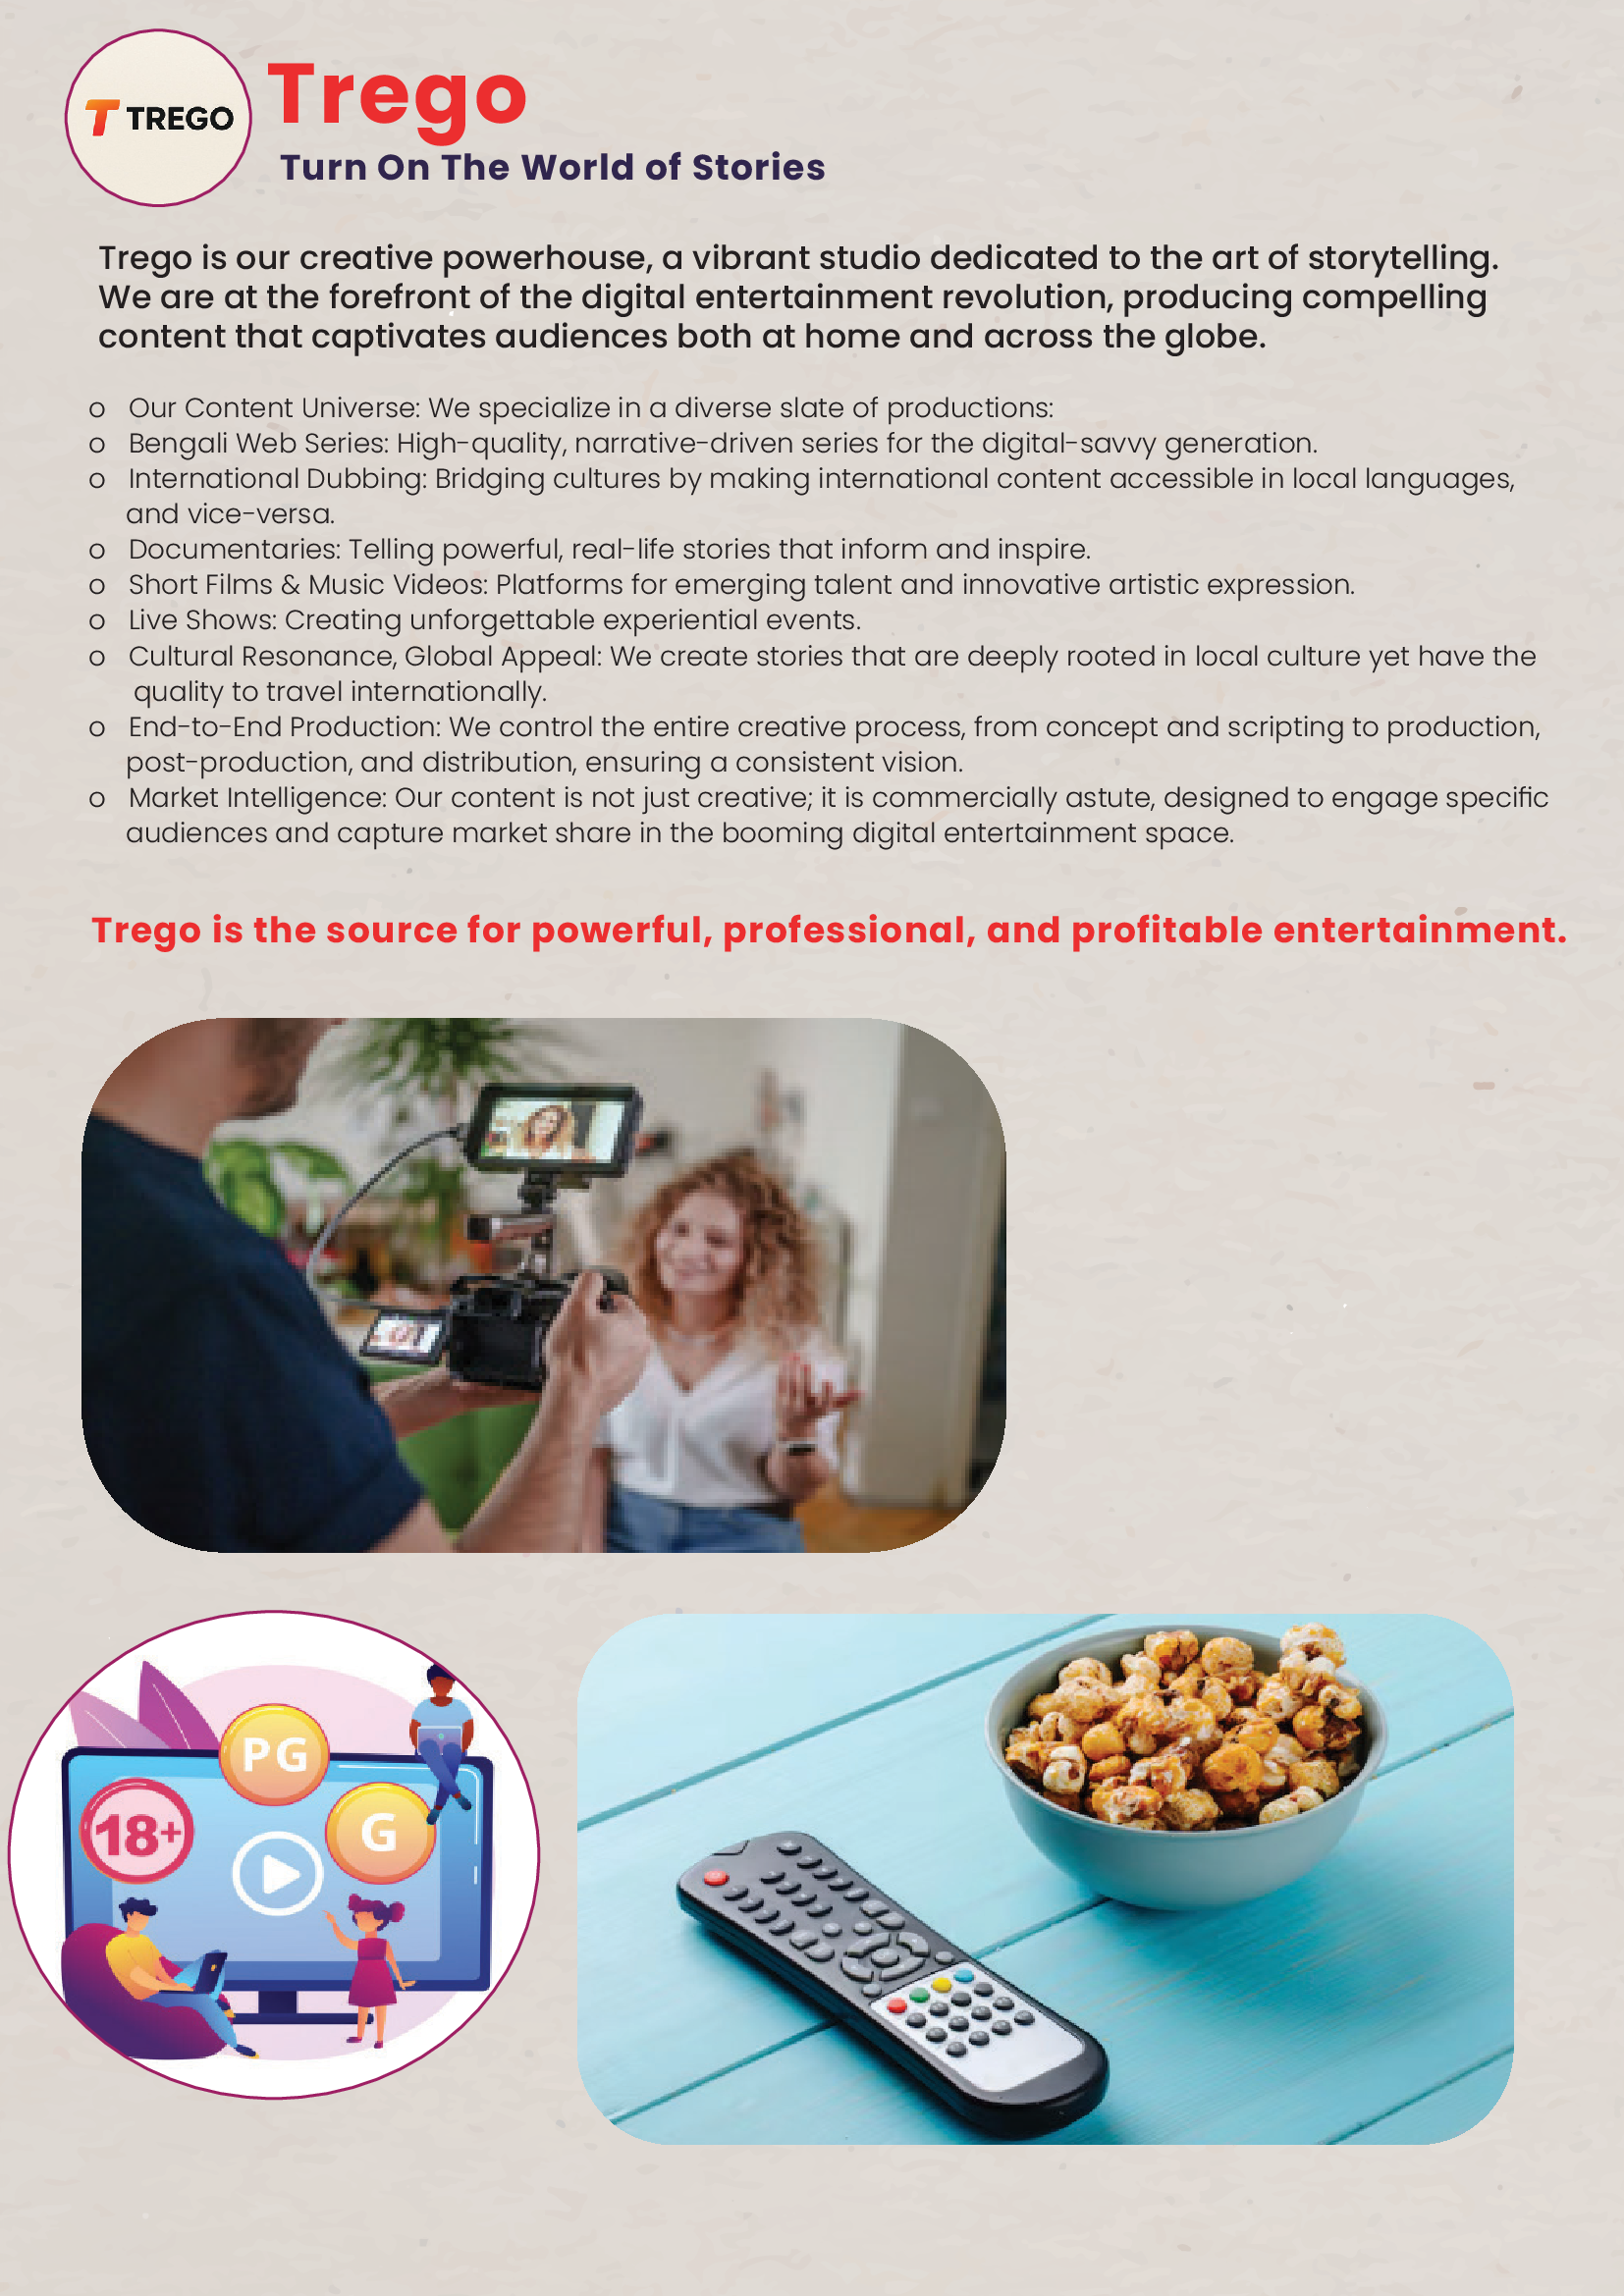 T TREGO
Trego
Turn On The World of Stories
Trego is our creative powerhouse, a vibrant studio dedicated to the art of storytelling.
We are at the forefront of the digital entertainment revolution, producing compelling
content that captivates audiences both at home and across the globe.
o Our Content Universe: We specialize in a diverse slate of productions:
o Bengali Web Series: High-quality, narrative-driven series for the digital-savvy generation.
o International Dubbing: Bridging cultures by making international content accessible in local languages,
and vice-versa.
o Documentaries: Telling powerful, real-life stories that inform and inspire.
o Short Films & Music Videos: Platforms for emerging talent and innovative artistic expression.
o Live Shows: Creating unforgettable experiential events.
o Cultural Resonance, Global Appeal: We create stories that are deeply rooted in local culture yet have the
quality to travel internationally.
o End-to-End Production: We control the entire creative process, from concept and scripting to production,
post-production, and distribution, ensuring a consistent vision.
o Market Intelligence: Our content is not just creative; it is commercially astute, designed to engage specific
audiences and capture market share in the booming digital entertainment space.
Trego is the source for powerful, professional, and profitable entertainment.
PG
18+
G